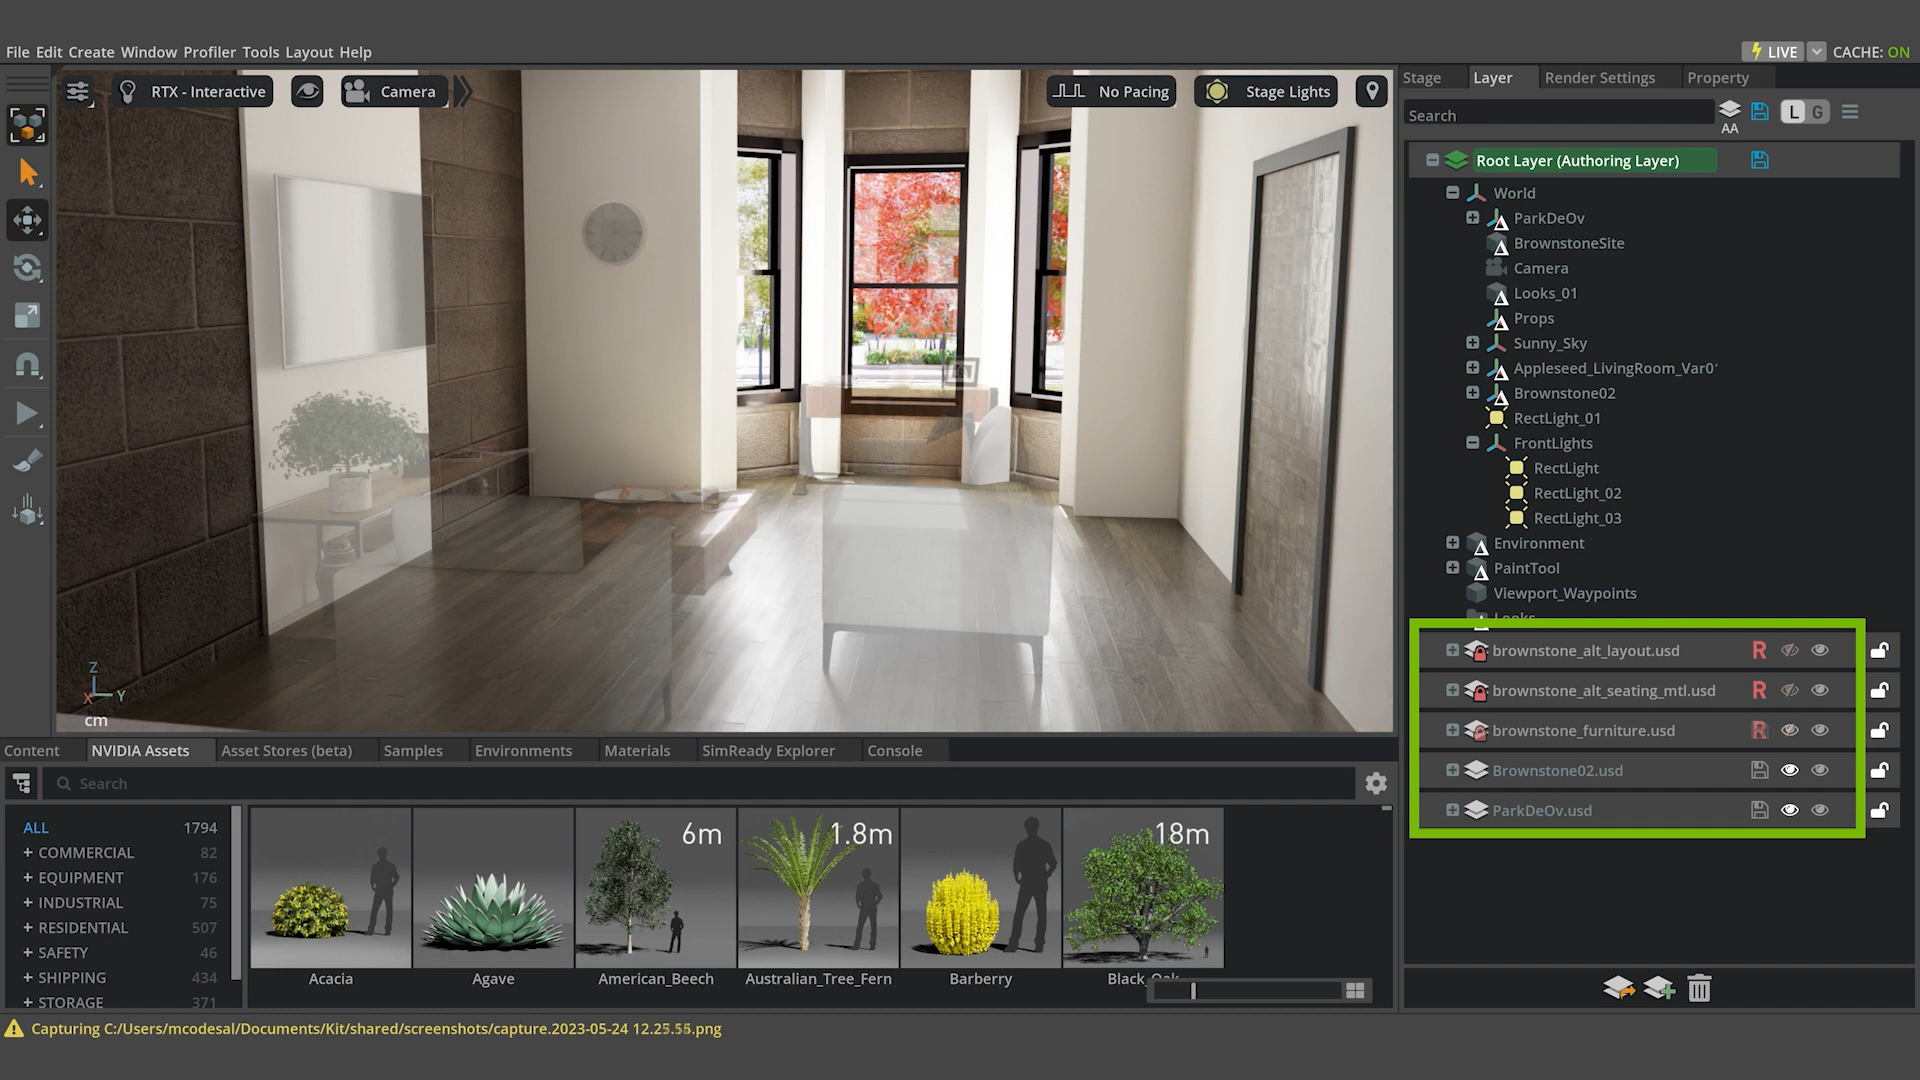 File Edit Create Window Profiler Tools Layout Help
LIVE
CACHE: ON
RTX - Interactive
Camera
No Pacing
Stage Lights
Stage
Layer
Render Settings
Property
Search
AA
L G
Root Layer (Authoring Layer)
World
ParkDeOv
BrownstoneSite
Camera
Looks_01
Props
Sunny_Sky
Appleseed_LivingRoom_Var0
Brownstone02
RectLight_01
FrontLights
RectLight
RectLight_02
RectLight_03
Environment
PaintTool
Viewport_Waypoints
Looks
brownstone_alt_layout.usd R
brownstone_alt_seating_mtl.usd R
brownstone_furniture.usd R
Brownstone02.usd
ParkDeOv.usd
Z
X Y
cm
Content
NVIDIA Assets
Asset Stores (beta)
Samples
Environments
Materials
SimReady Explorer
Console
Search
ALL 1794
+ COMMERCIAL 82
+ EQUIPMENT 176
+ INDUSTRIAL 75
+ RESIDENTIAL 507
+ SAFETY 46
+ SHIPPING 434
+ STORAGE 371
6m
1.8m
18m
Acacia
Agave
American_Beech
Australian_Tree_Fern
Barberry
Black_Oak
Capturing C:/Users/mcodesal/Documents/Kit/shared/screenshots/capture.2023-05-24